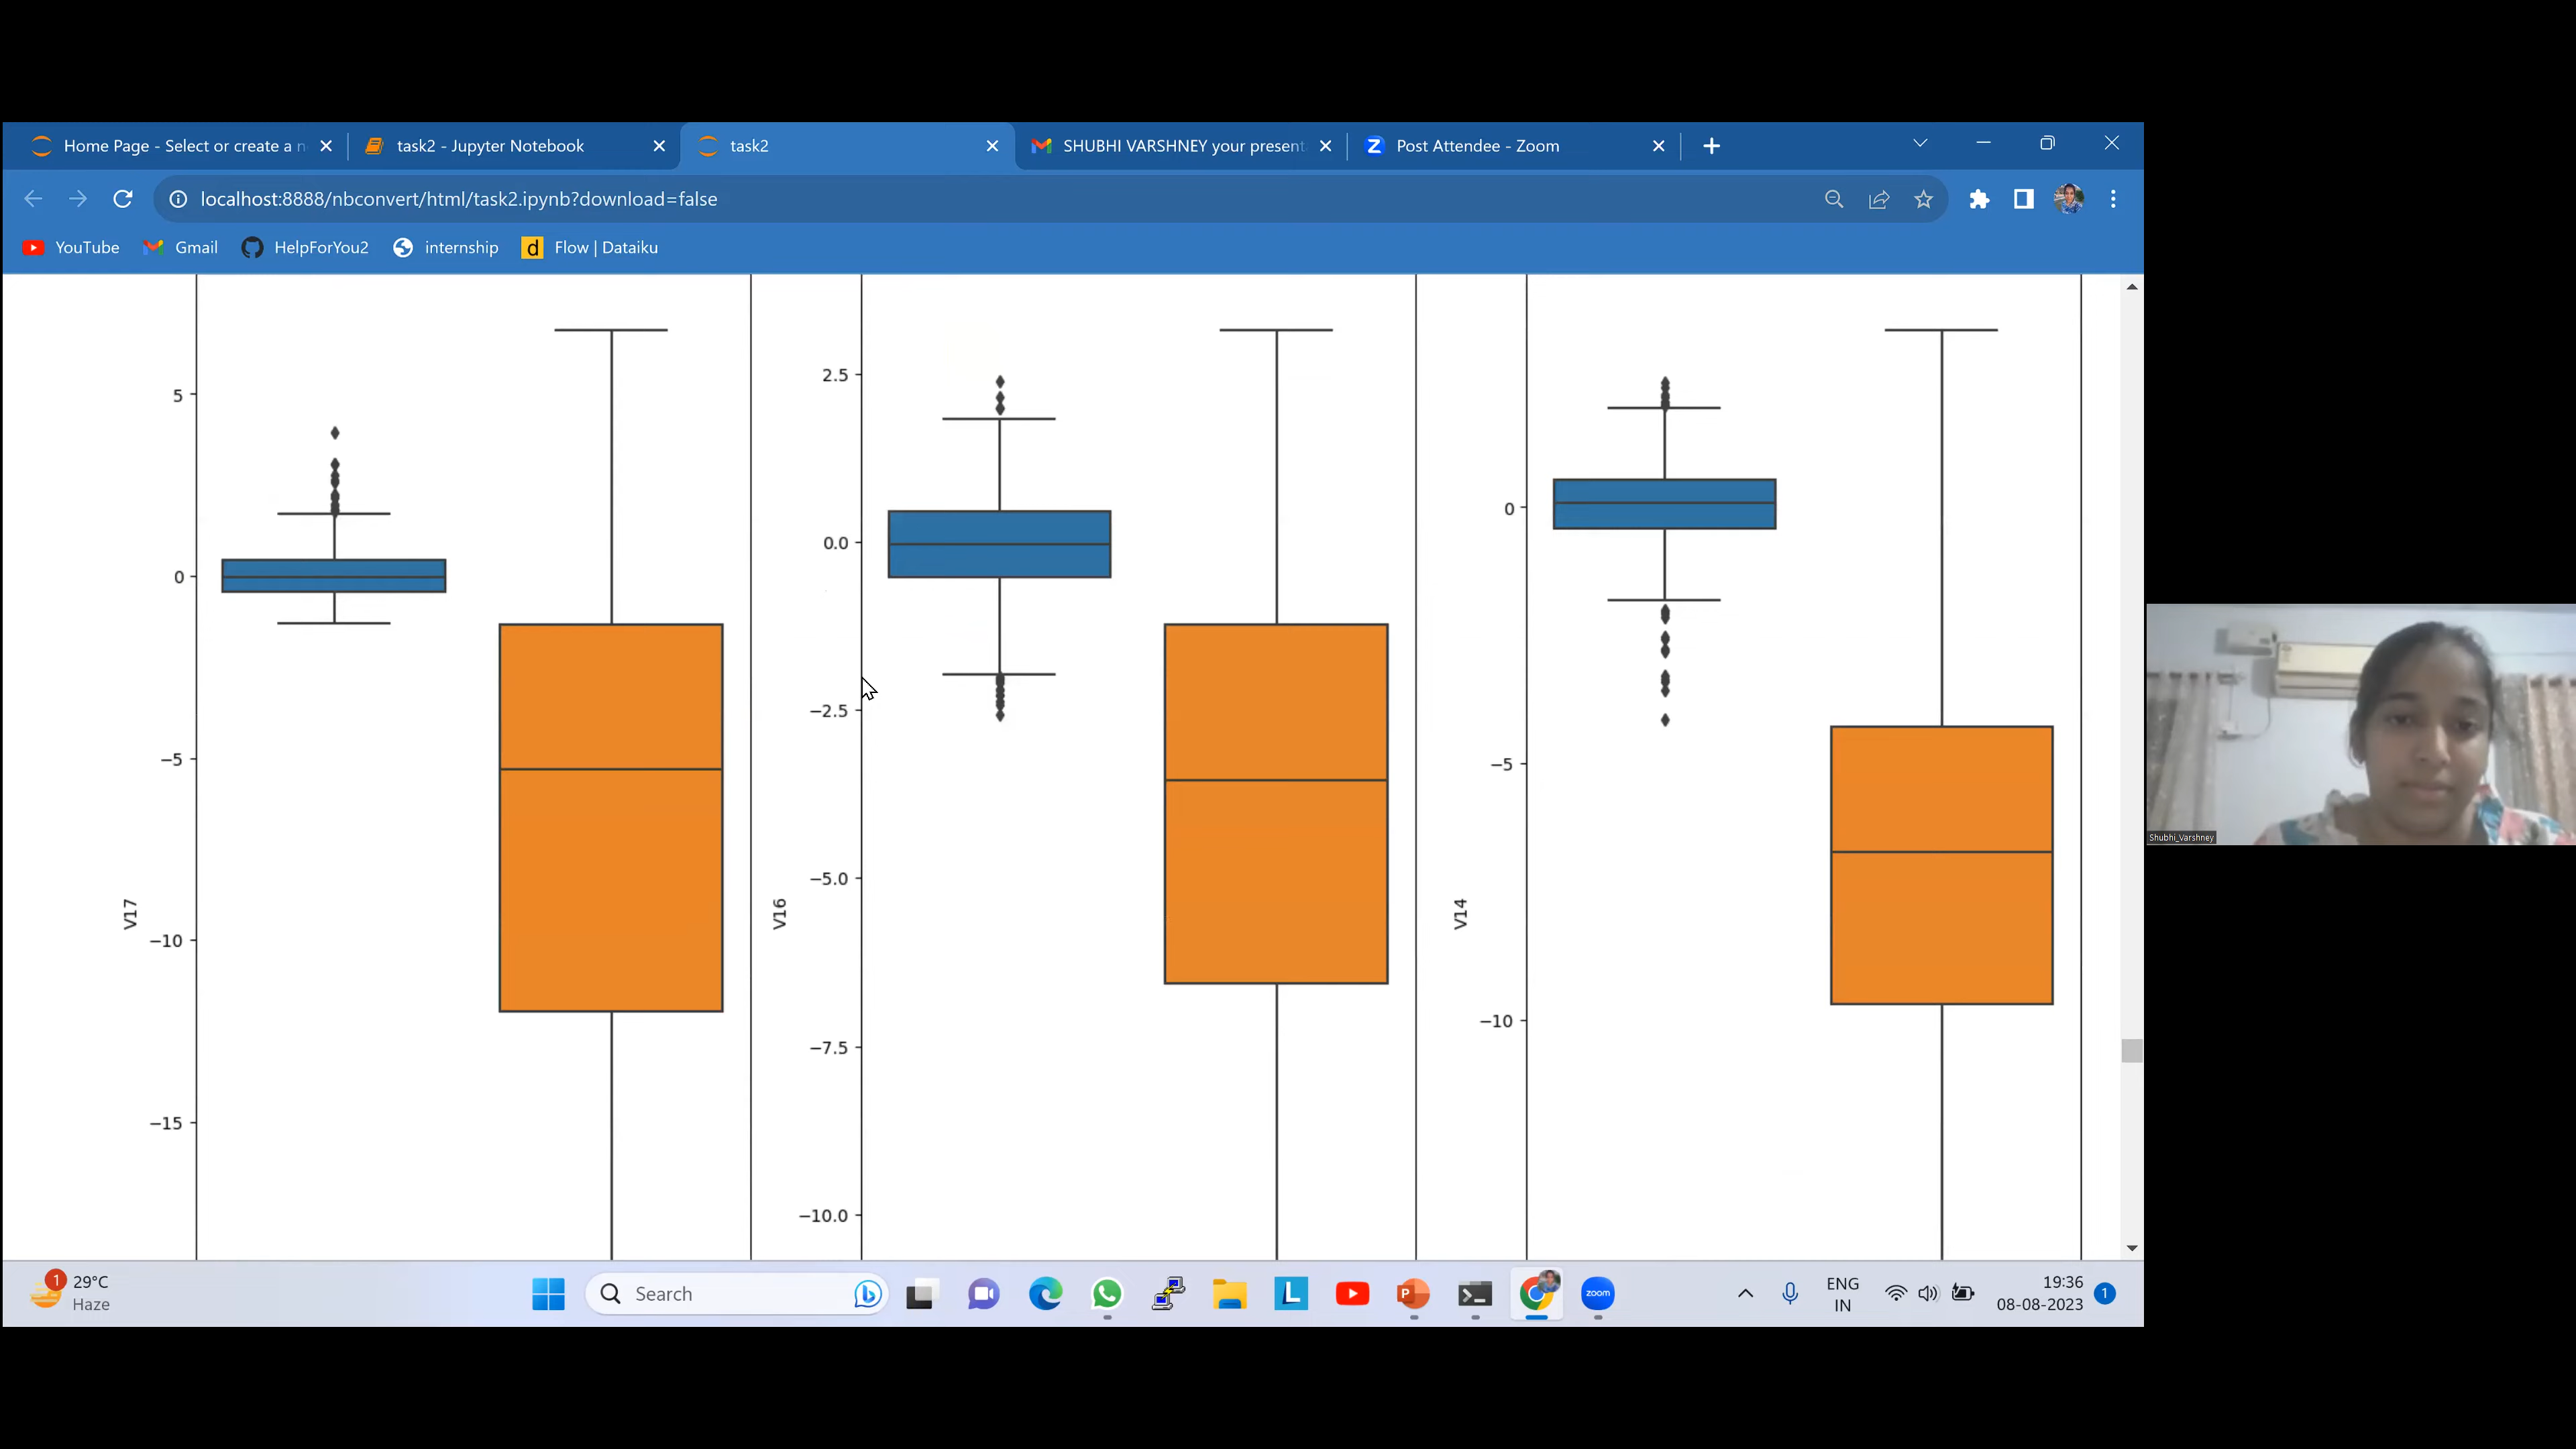 Home Page - Select or create a n
task2 - Jupyter Notebook
task2
SHUBHI VARSHNEY your present
Post Attendee - Zoom
localhost:8888/nbconvert/html/task2.ipynb?download=false
YouTube
Gmail
HelpForYou2
internship
d
Flow | Dataiku
5
0
−5
−10
−15
V17
2.5
0.0
−2.5
−5.0
−7.5
−10.0
V16
0
−5
−10
V14
Shubhi_Varshney
1
29°C
Haze
Search
L
P
zoom
ENG
IN
19:36
08-08-2023
1